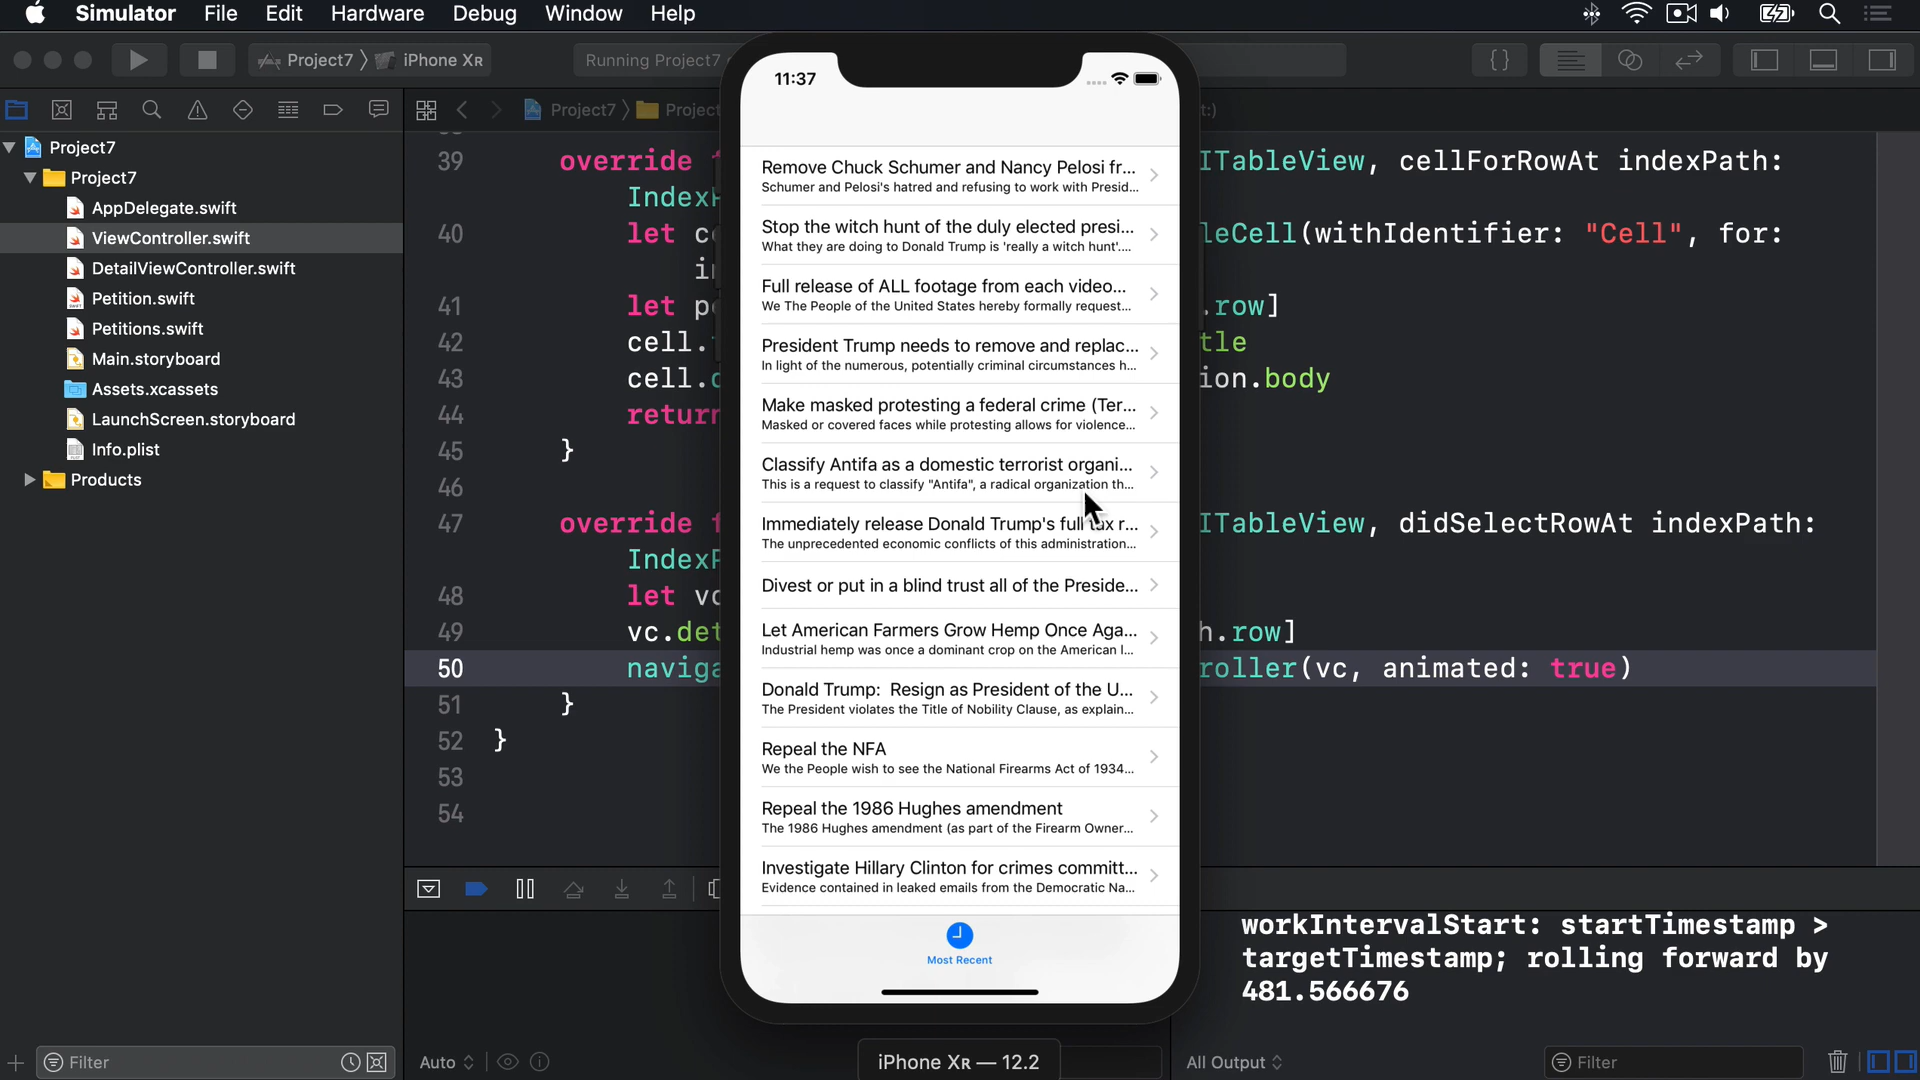 Simulator File Edit Hardware Debug Window Help
Project7 iPhone XR
Running Project7
Project7
Project7
AppDelegate.swift
ViewController.swift
DetailViewController.swift
Petition.swift
Petitions.swift
Main.storyboard
Assets.xcassets
LaunchScreen.storyboard
Info.plist
Products
Filter
Project7 Project
t:)
39 override ITableView, cellForRowAt indexPath:
Index
40 let c leCell(withIdentifier: "Cell", for:
41 let p .row]
42 cell. tle
43 cell. ion.body
44 return
45 }
46
47 override ITableView, didSelectRowAt indexPath:
Index
48 let vc
49 vc.det h.row]
50 naviga roller(vc, animated: true)
51 }
52 }
53
54
11:37
Remove Chuck Schumer and Nancy Pelosi fr...
Schumer and Pelosi's hatred and refusing to work with Presid...
Stop the witch hunt of the duly elected presi...
What they are doing to Donald Trump is 'really a witch hunt'....
Full release of ALL footage from each video...
We The People of the United States hereby formally request...
President Trump needs to remove and replac...
In light of the numerous, potentially criminal circumstances h...
Make masked protesting a federal crime (Ter...
Masked or covered faces while protesting allows for violence...
Classify Antifa as a domestic terrorist organi...
This is a request to classify "Antifa", a radical organization th...
Immediately release Donald Trump's full tax r...
The unprecedented economic conflicts of this administration...
Divest or put in a blind trust all of the Preside...
Let American Farmers Grow Hemp Once Aga...
Industrial hemp was once a dominant crop on the American l...
Donald Trump:  Resign as President of the U...
The President violates the Title of Nobility Clause, as explain...
Repeal the NFA
We the People wish to see the National Firearms Act of 1934...
Repeal the 1986 Hughes amendment
The 1986 Hughes amendment (as part of the Firearm Owner...
Investigate Hillary Clinton for crimes committ...
Evidence contained in leaked emails from the Democratic Na...
Most Recent
workIntervalStart: startTimestamp >
targetTimestamp; rolling forward by
481.566676
Auto
iPhone XR — 12.2
All Output
Filter